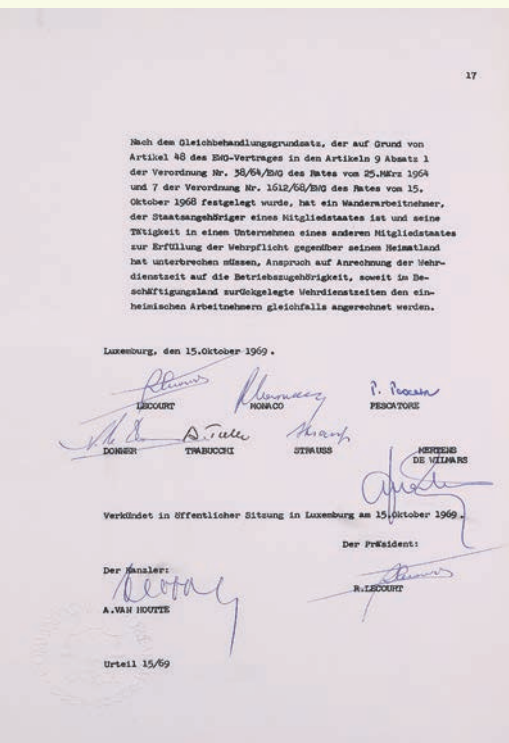 17
Nach dem Gleichbehandlungsgrundsatz, der auf Grund von
Artikel 48 des EWG-Vertrages in den Artikeln 9 Absatz 1
der Verordnung Nr. 38/64/EWG des Rates vom 25.März 1964
und 7 der Verordnung Nr. 1612/68/EWG des Rates vom 15.
Oktober 1968 festgelegt wurde, hat ein Wanderarbeitnehmer,
der Staatsangehöriger eines Mitgliedstaates ist und seine
Tätigkeit in einem Unternehmen eines anderen Mitgliedstaates
zur Erfüllung der Wehrpflicht gegenüber seinem Heimatland
hat unterbrechen müssen, Anspruch auf Anrechnung der Wehr-
dienstzeit auf die Betriebszugehörigkeit, soweit im Be-
schäftigungsland zurückgelegte Wehrdienstzeiten den ein-
heimischen Arbeitnehmern gleichfalls angerechnet werden.
Luxemburg, den 15.Oktober 1969.
LECOURT MONACO PESCATORE
DONNER TRABUCCHI STRAUSS MERTENS
DE WILMARS
Verkündet in öffentlicher Sitzung in Luxemburg am 15.Oktober 1969.
Der Präsident:
Der Kanzler:
R.LECOURT
A.VAN HOUTTE
Urteil 15/69